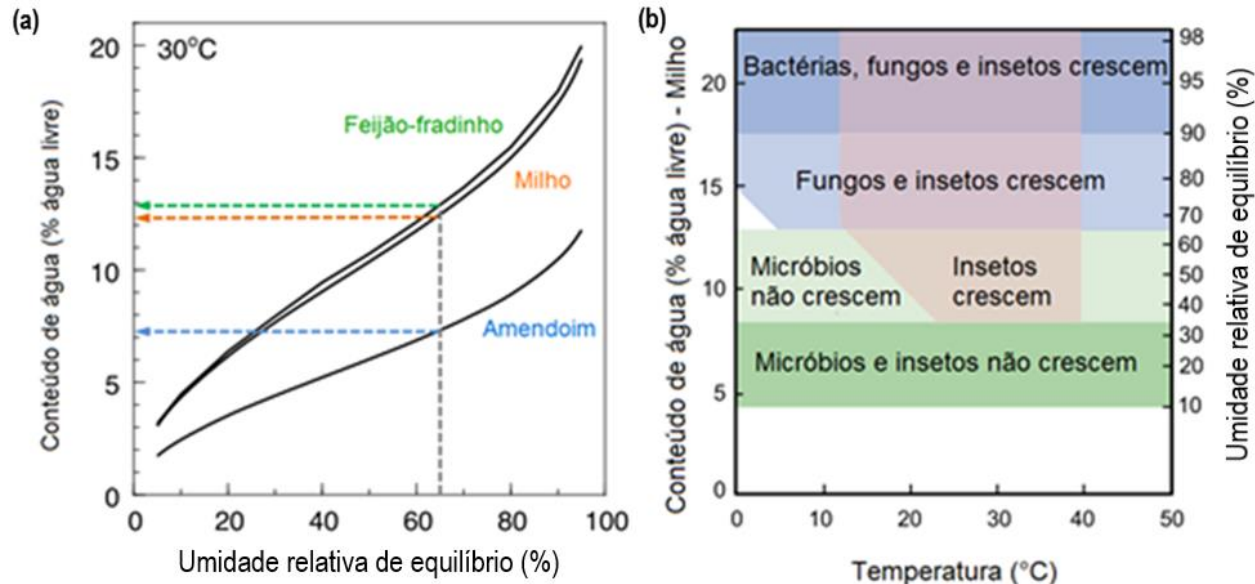 (a)
30°C
Feijão-fradinho
Milho
Amendoim
Conteúdo de água (% água livre)
20
15
10
5
0
0 20 40 60 80 100
Umidade relativa de equilíbrio (%)
(b)
Bactérias, fungos e insetos crescem
Fungos e insetos crescem
Micróbios
não crescem
Insetos
crescem
Micróbios e insetos não crescem
Conteúdo de água (% água livre) - Milho
20
15
10
5
0
98
95
90
80
70
60
50
40
30
20
10
Umidade relativa de equilíbrio (%)
0 10 20 30 40 50
Temperatura (°C)